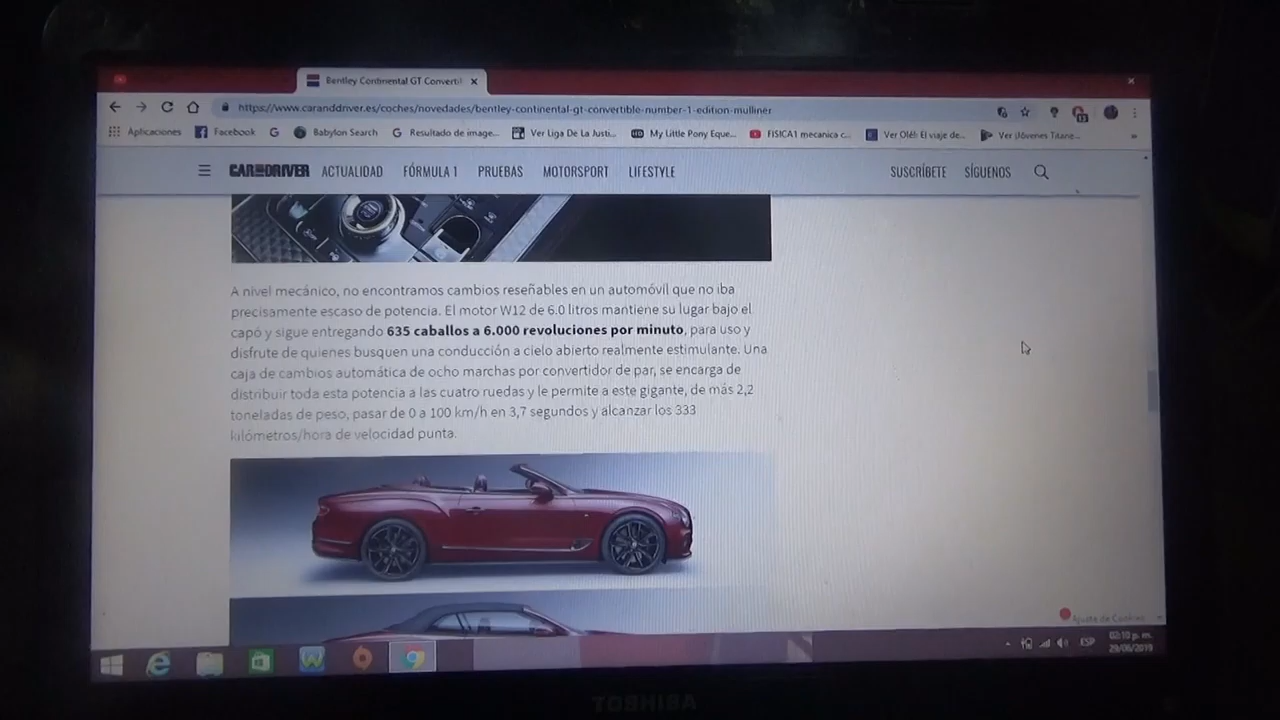 Bentley Continental GT Converti
https://www.caranddriver.es/coches/novedades/bentley-continental-gt-convertible-number-1-edition-mulliner
Aplicaciones Facebook Babylon Search Resultado de image... Ver Liga De La Justi... My Little Pony Eque... FISICA1 mecanica c... Ver Olé!: El viaje de... Ver ¡Jóvenes Titane...
CAR AND DRIVER ACTUALIDAD FÓRMULA 1 PRUEBAS MOTORSPORT LIFESTYLE SUSCRÍBETE SÍGUENOS
A nivel mecánico, no encontramos cambios reseñables en un automóvil que no iba
precisamente escaso de potencia. El motor W12 de 6.0 litros mantiene su lugar bajo el
capó y sigue entregando 635 caballos a 6.000 revoluciones por minuto, para uso y
disfrute de quienes busquen una conducción a cielo abierto realmente estimulante. Una
caja de cambios automática de ocho marchas por convertidor de par, se encarga de
distribuir toda esta potencia a las cuatro ruedas y le permite a este gigante, de más 2,2
toneladas de peso, pasar de 0 a 100 km/h en 3,7 segundos y alcanzar los 333
kilómetros/hora de velocidad punta.
Ajuste de Cookies
ESP 02:10 p. m.
29/06/2019
TOSHIBA